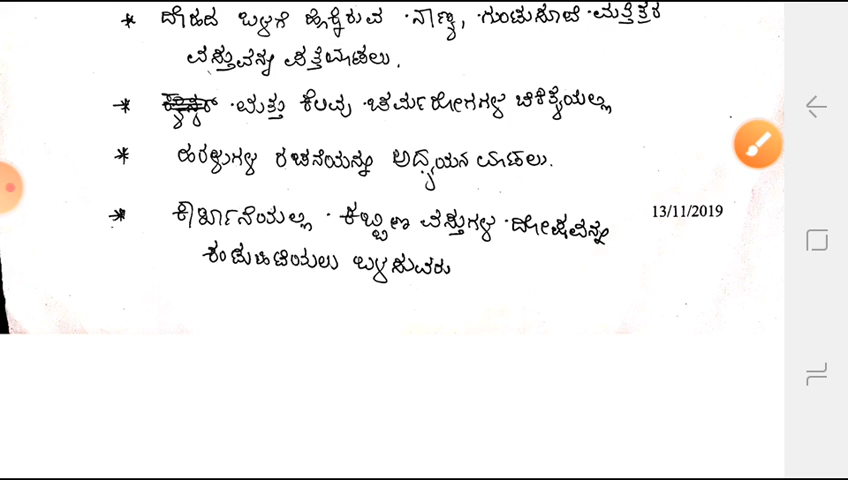 * ದೇಹದ ಒಳಗೆ ಹೊಕ್ಕಿರುವ ನಾಣ್ಯ, ಗುಂಡುಸೂಜಿ ಮತ್ತಿತರ
ವಸ್ತುವನ್ನು ಪತ್ತೆಮಾಡಲು.
* ಮತ್ತು ಕೆಲವು ಚರ್ಮರೋಗಗಳ ಚಿಕಿತ್ಸೆಯಲ್ಲಿ
* ಹರಳುಗಳ ರಚನೆಯನ್ನು ಅಧ್ಯಯನ ಮಾಡಲು.
* ಕಾರ್ಖಾನೆಯಲ್ಲಿ ಕಬ್ಬಿಣ ವಸ್ತುಗಳ ದೋಷವನ್ನು
13/11/2019
ಕಂಡುಹಿಡಿಯಲು ಬಳಸುವರು